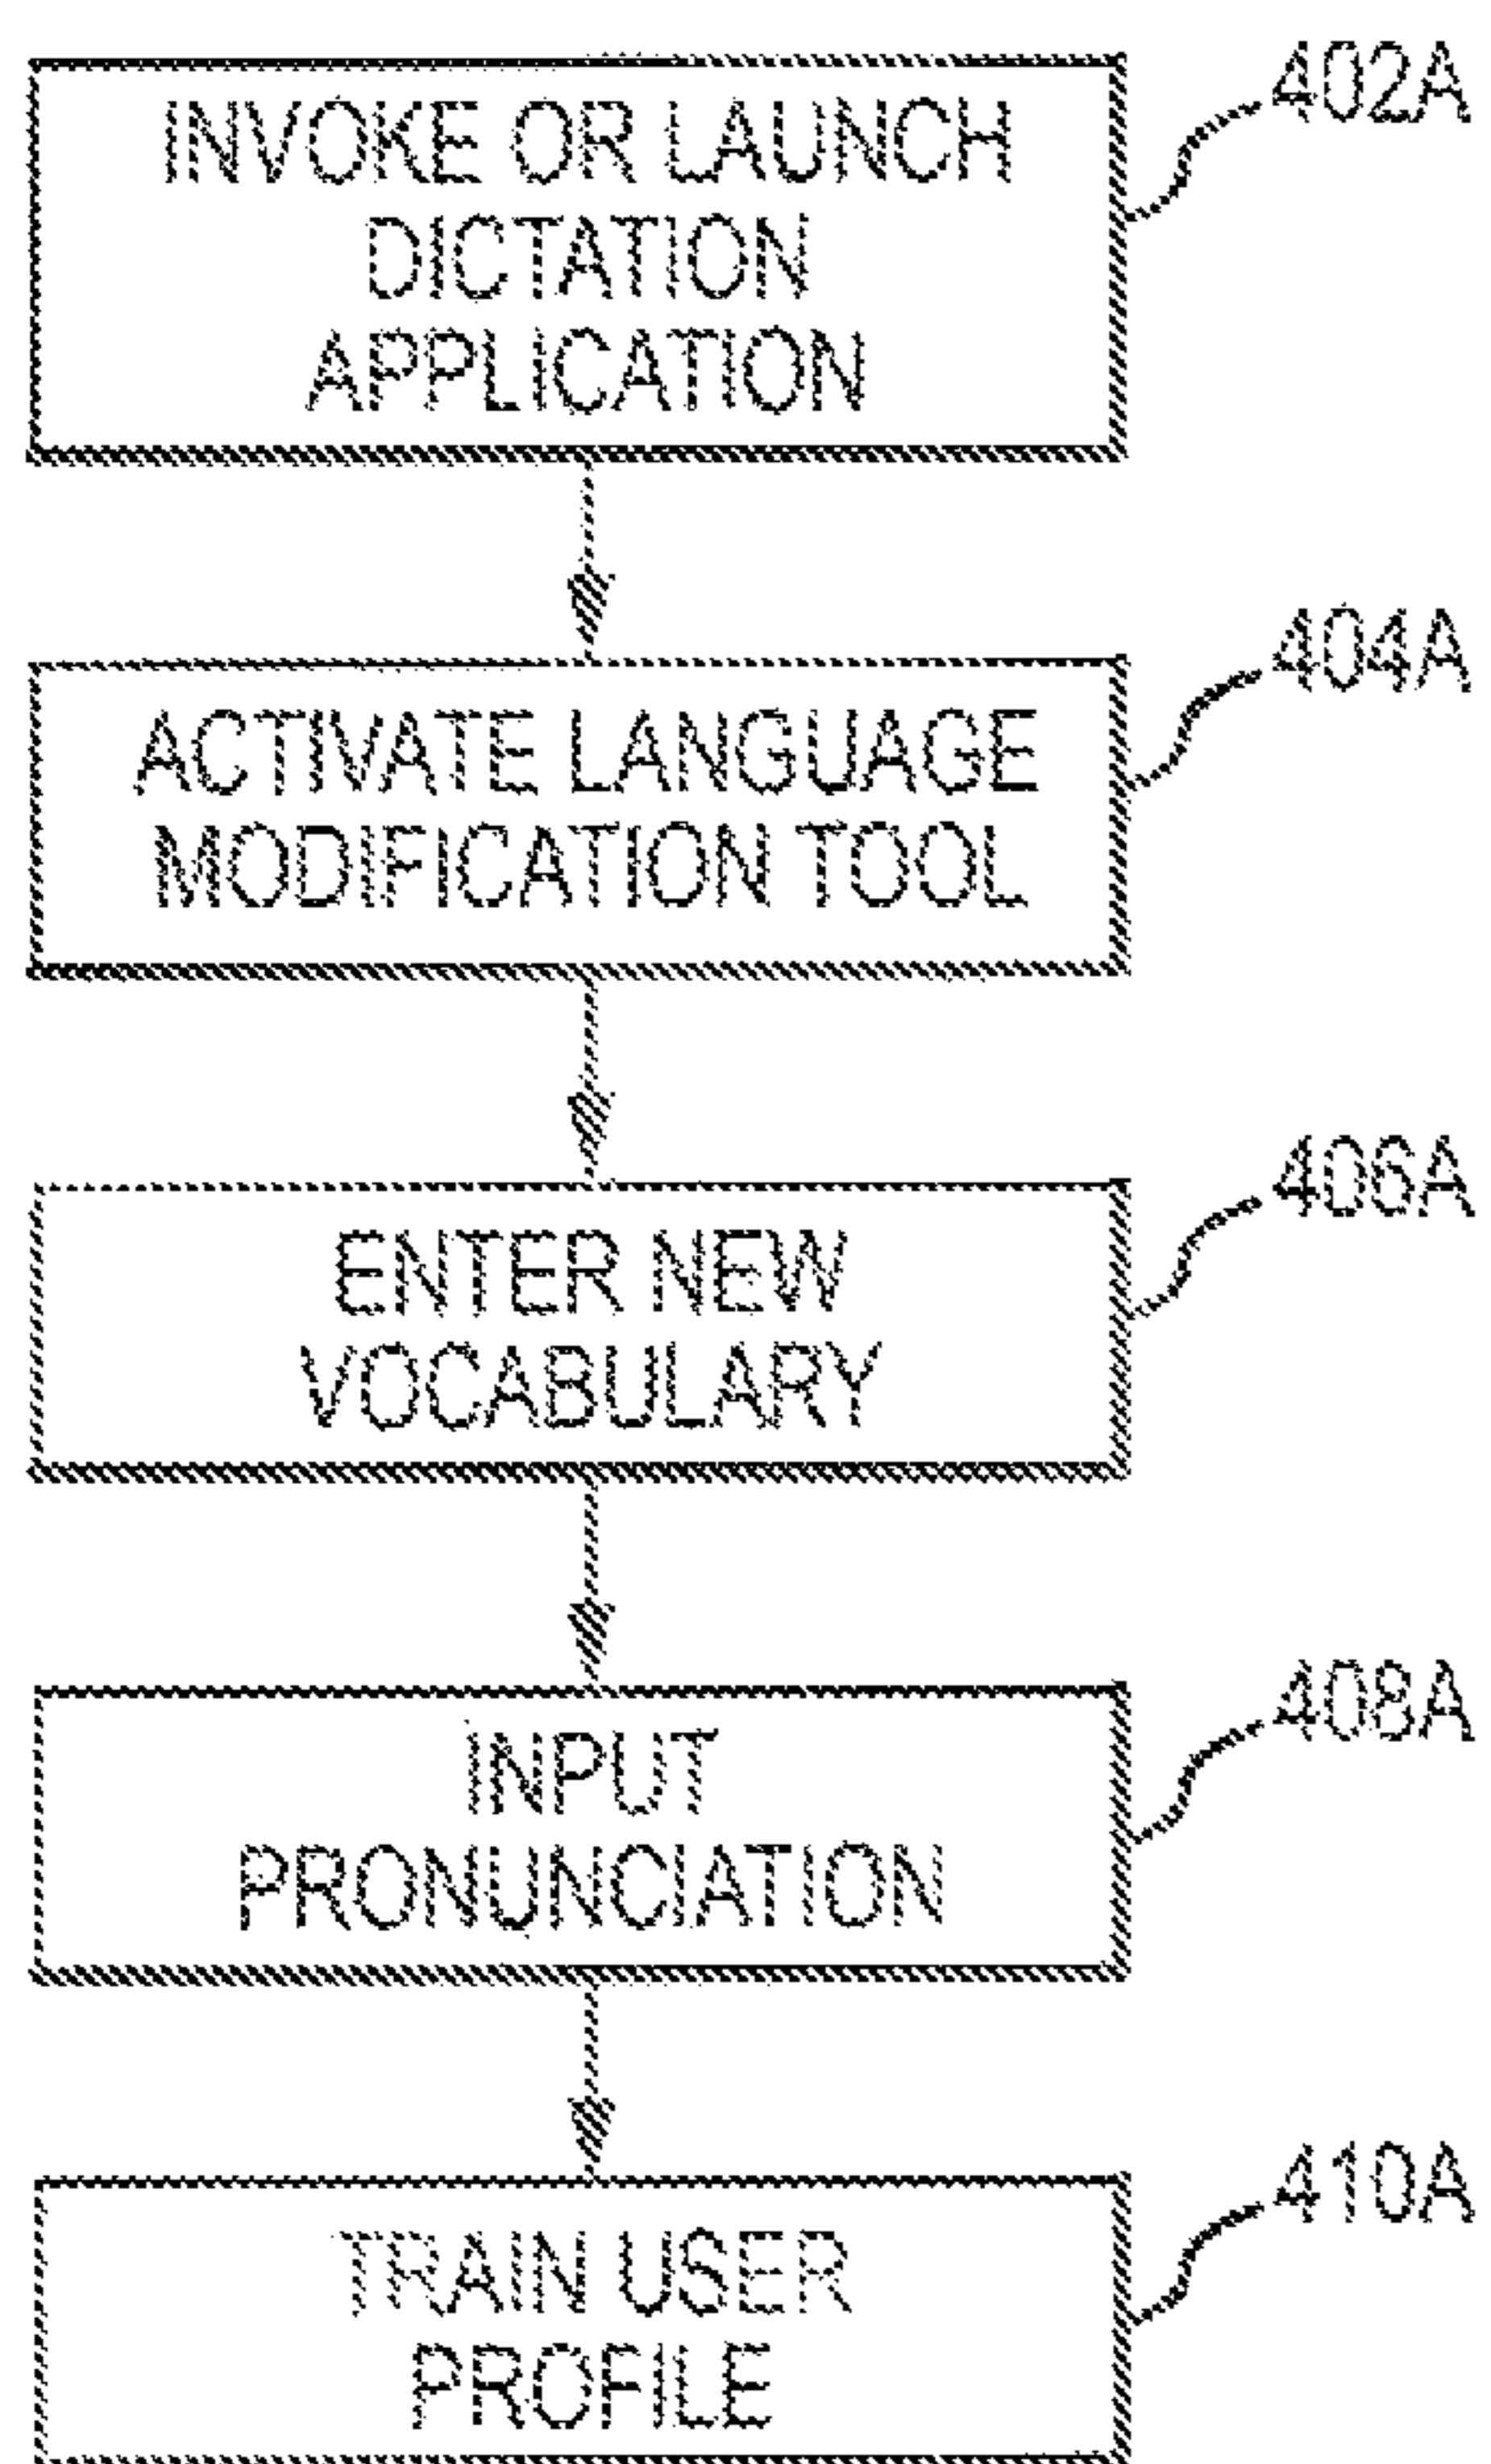 INVOKE OR LAUNCH
DICTATION
APPLICATION
402A
ACTIVATE LANGUAGE
MODIFICATION TOOL
404A
ENTER NEW
VOCABULARY
406A
INPUT
PRONUNCIATION
408A
TRAIN USER
PROFILE
410A